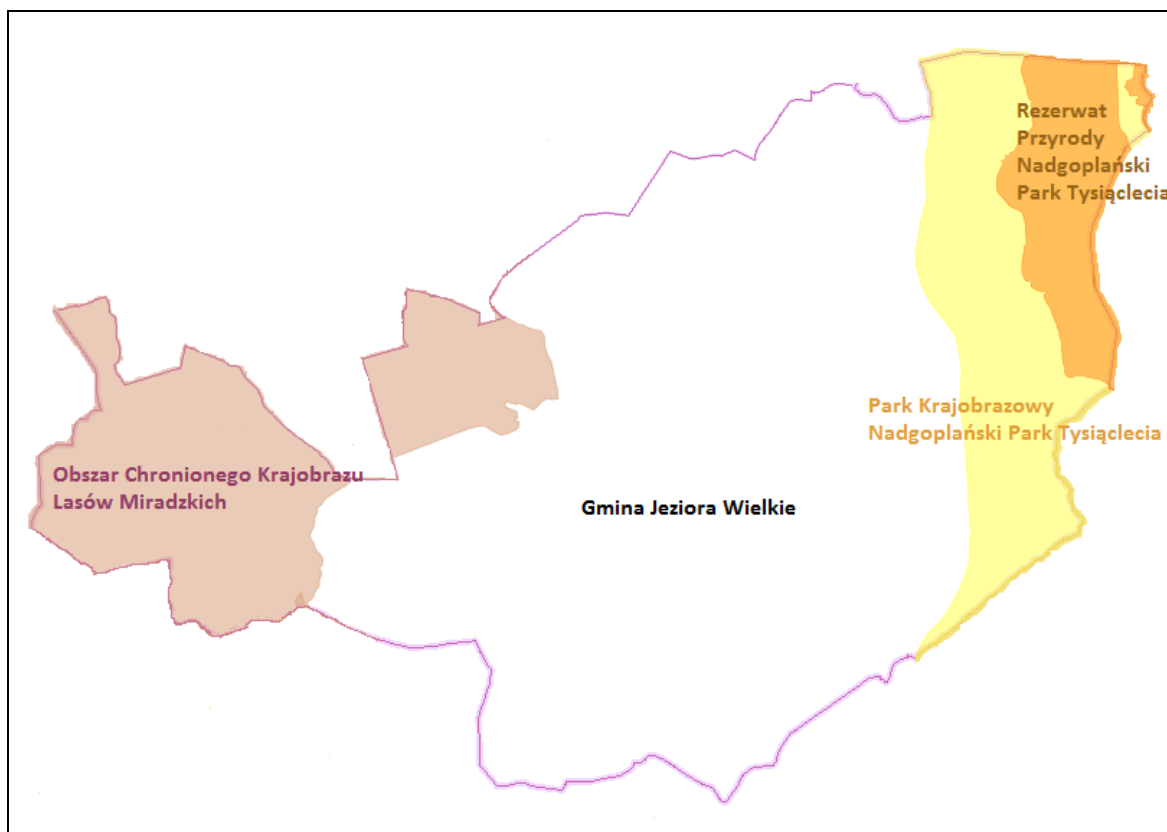 Rezerwat
Przyrody
Nadgoplański
Park Tysiąclecia
Park Krajobrazowy
Nadgoplański Park Tysiąclecia
Obszar Chronionego Krajobrazu
Lasów Miradzkich
Gmina Jeziora Wielkie